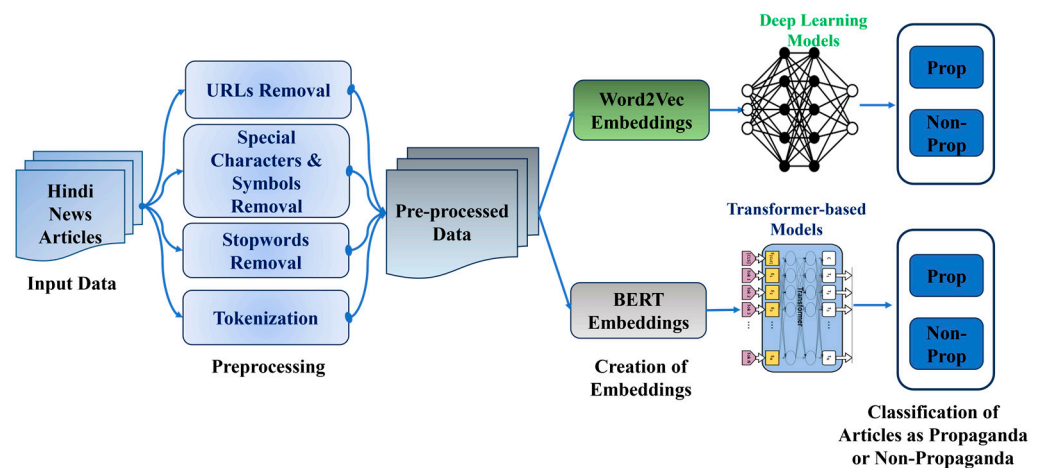 Hindi
News
Articles
Input Data
URLs Removal
Special
Characters &
Symbols
Removal
Stopwords
Removal
Tokenization
Preprocessing
Pre-processed
Data
Word2Vec
Embeddings
BERT
Embeddings
Creation of
Embeddings
Deep Learning
Models
Transformer-based
Models
Transformer
Prop
Non-
Prop
Prop
Non-
Prop
Classification of
Articles as Propaganda
or Non-Propaganda